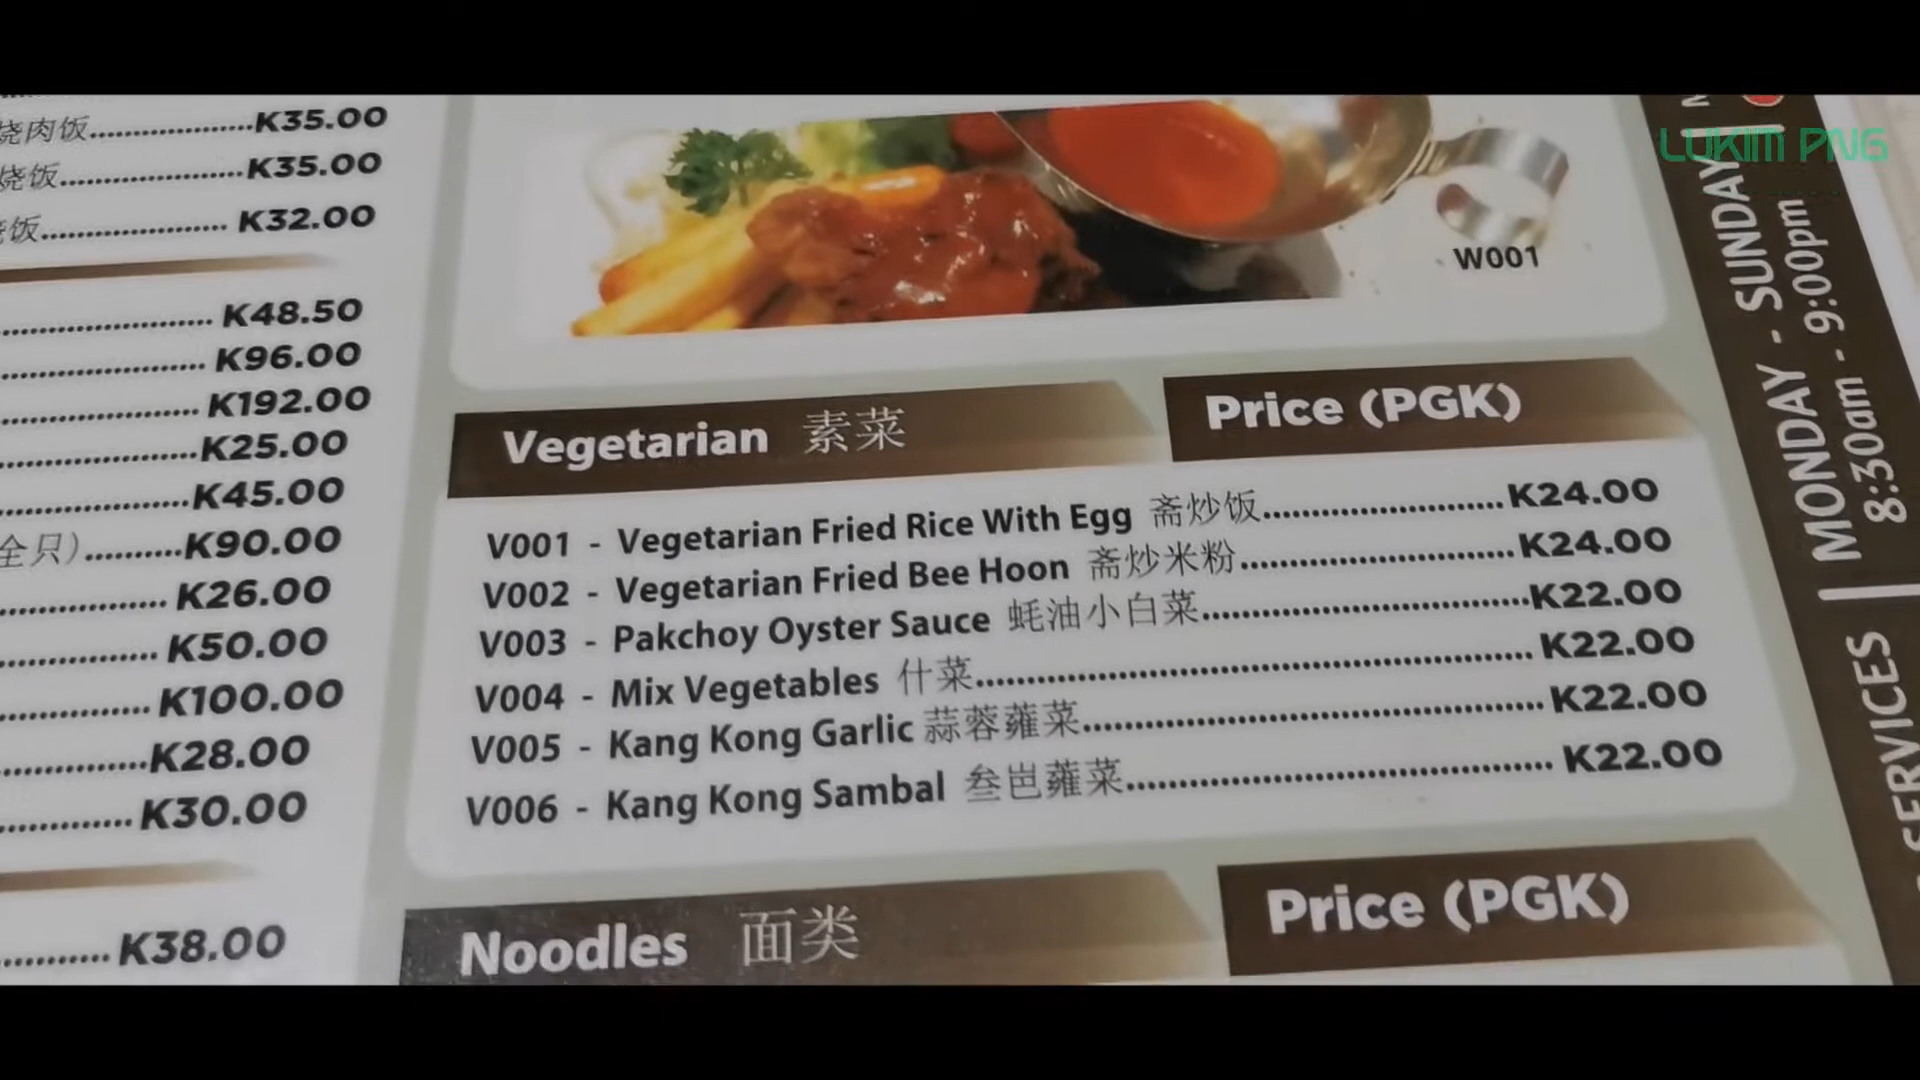 烧肉饭....................K35.00
烧饭.......................K35.00
饭....................... K32.00
K48.50
K96.00
K192.00
K25.00
K45.00
全只)..........K90.00
K26.00
K50.00
K100.00
K28.00
K30.00
K38.00
W001
Vegetarian 素菜 Price (PGK)
V001 - Vegetarian Fried Rice With Egg 斋炒饭.............................K24.00
V002 - Vegetarian Fried Bee Hoon 斋炒米粉.................................K24.00
V003 - Pakchoy Oyster Sauce 蚝油小白菜.......................................K22.00
V004 - Mix Vegetables 什菜................................................................. K22.00
V005 - Kang Kong Garlic 蒜蓉蕹菜..................................................... K22.00
V006 - Kang Kong Sambal 叁岜蕹菜................................................. K22.00
Noodles 面类 Price (PGK)
MONDAY - SUNDAY
8:30am - 9:00pm
SERVICES
LUKIM PNG